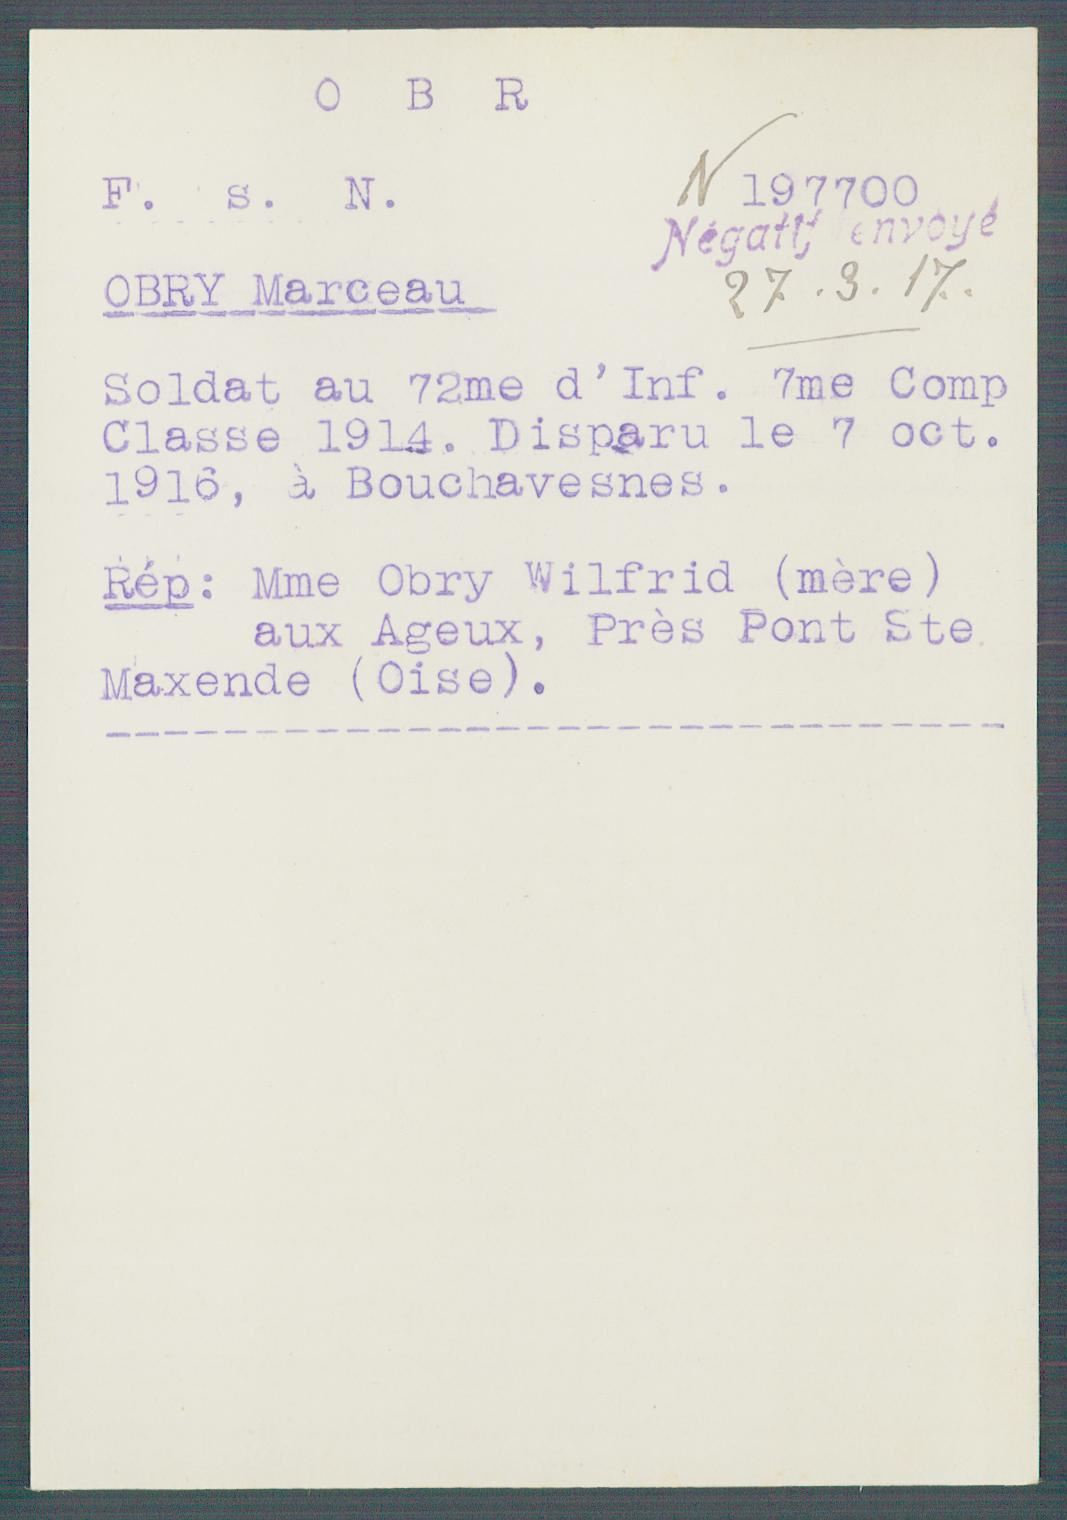 O B R
F. s. N.
N 197700
Négatif envoyé
27.3.17.
OBRY Marceau
Soldat au 72me d'Inf. 7me Comp
Classe 1914. Disparu le 7 oct.
1916, à Bouchavesnes.
Rép: Mme Obry Wilfrid (mère)
aux Ageux, Près Pont Ste
Maxende (Oise).